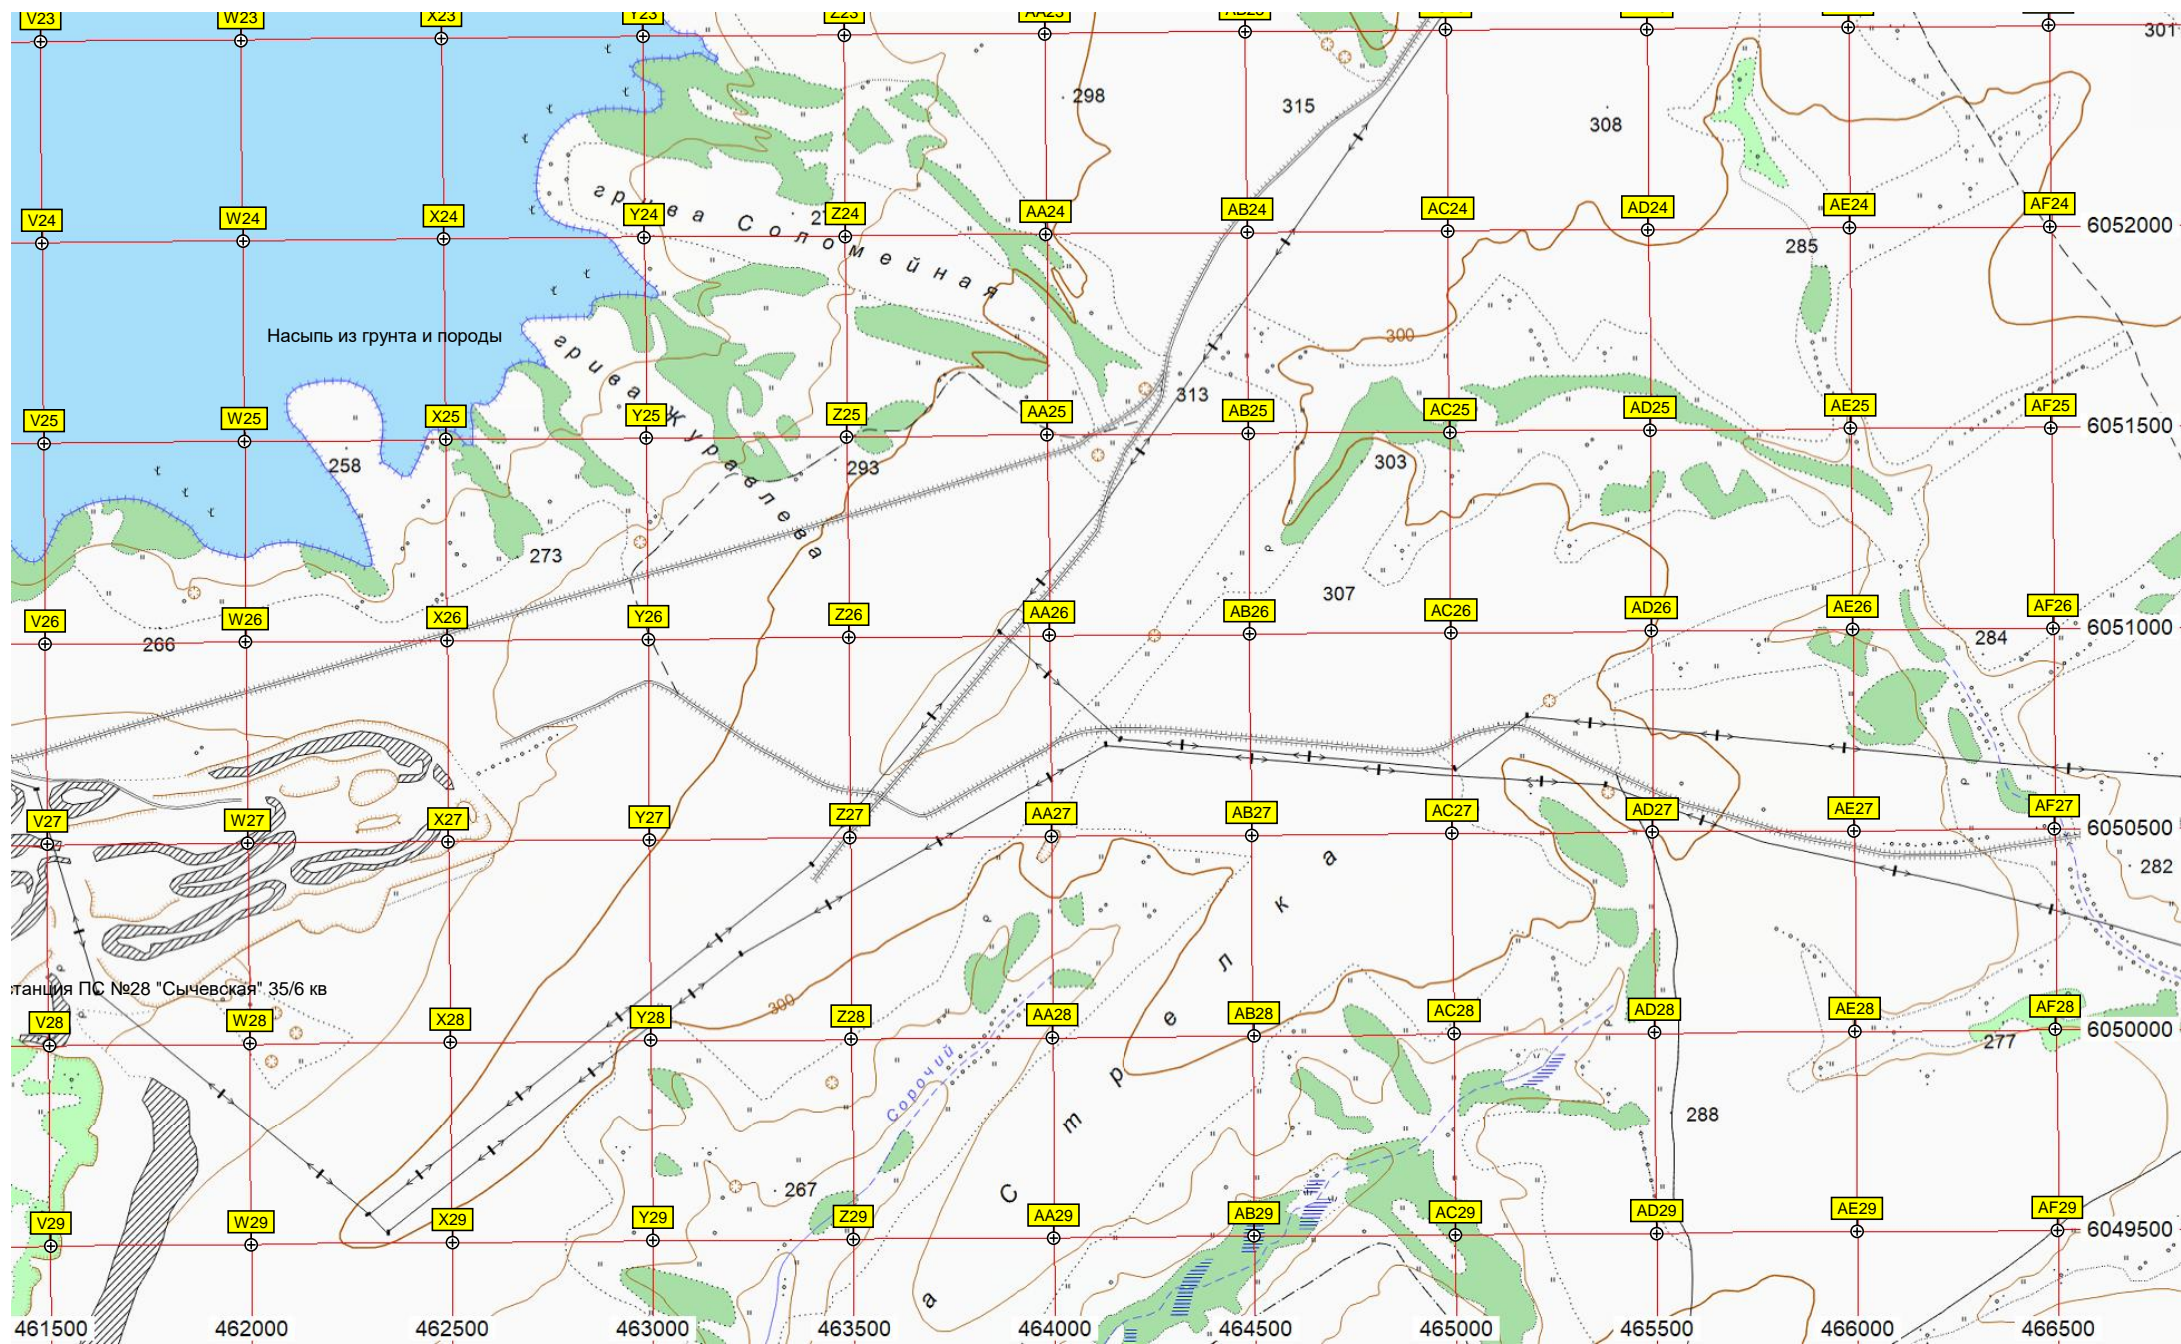 V23 W23 X23 Y23 Z23 AA23 AB23
301
298
315
308
грива Соломейная
V24 W24 X24 Y24 Z24 AA24 AB24 AC24 AD24 AE24 AF24
6052000
285
Насыпь из грунта и породы
300
грива Журавлева
313
V25 W25 X25 Y25 Z25 AA25 AB25 AC25 AD25 AE25 AF25
6051500
258
293
303
273
307
V26 W26 X26 Y26 Z26 AA26 AB26 AC26 AD26 AE26 AF26
6051000
266
284
V27 W27 X27 Y27 Z27 AA27 AB27 AC27 AD27 AE27 AF27
6050500
282
станция ПС №28 "Сычевская" 35/6 кв
300
V28 W28 X28 Y28 Z28 AA28 AB28 AC28 AD28 AE28 AF28
6050000
277
Сорочий
288
267
а Стрелка
V29 W29 X29 Y29 Z29 AA29 AB29 AC29 AD29 AE29 AF29
6049500
461500 462000 462500 463000 463500 464000 464500 465000 465500 466000 466500